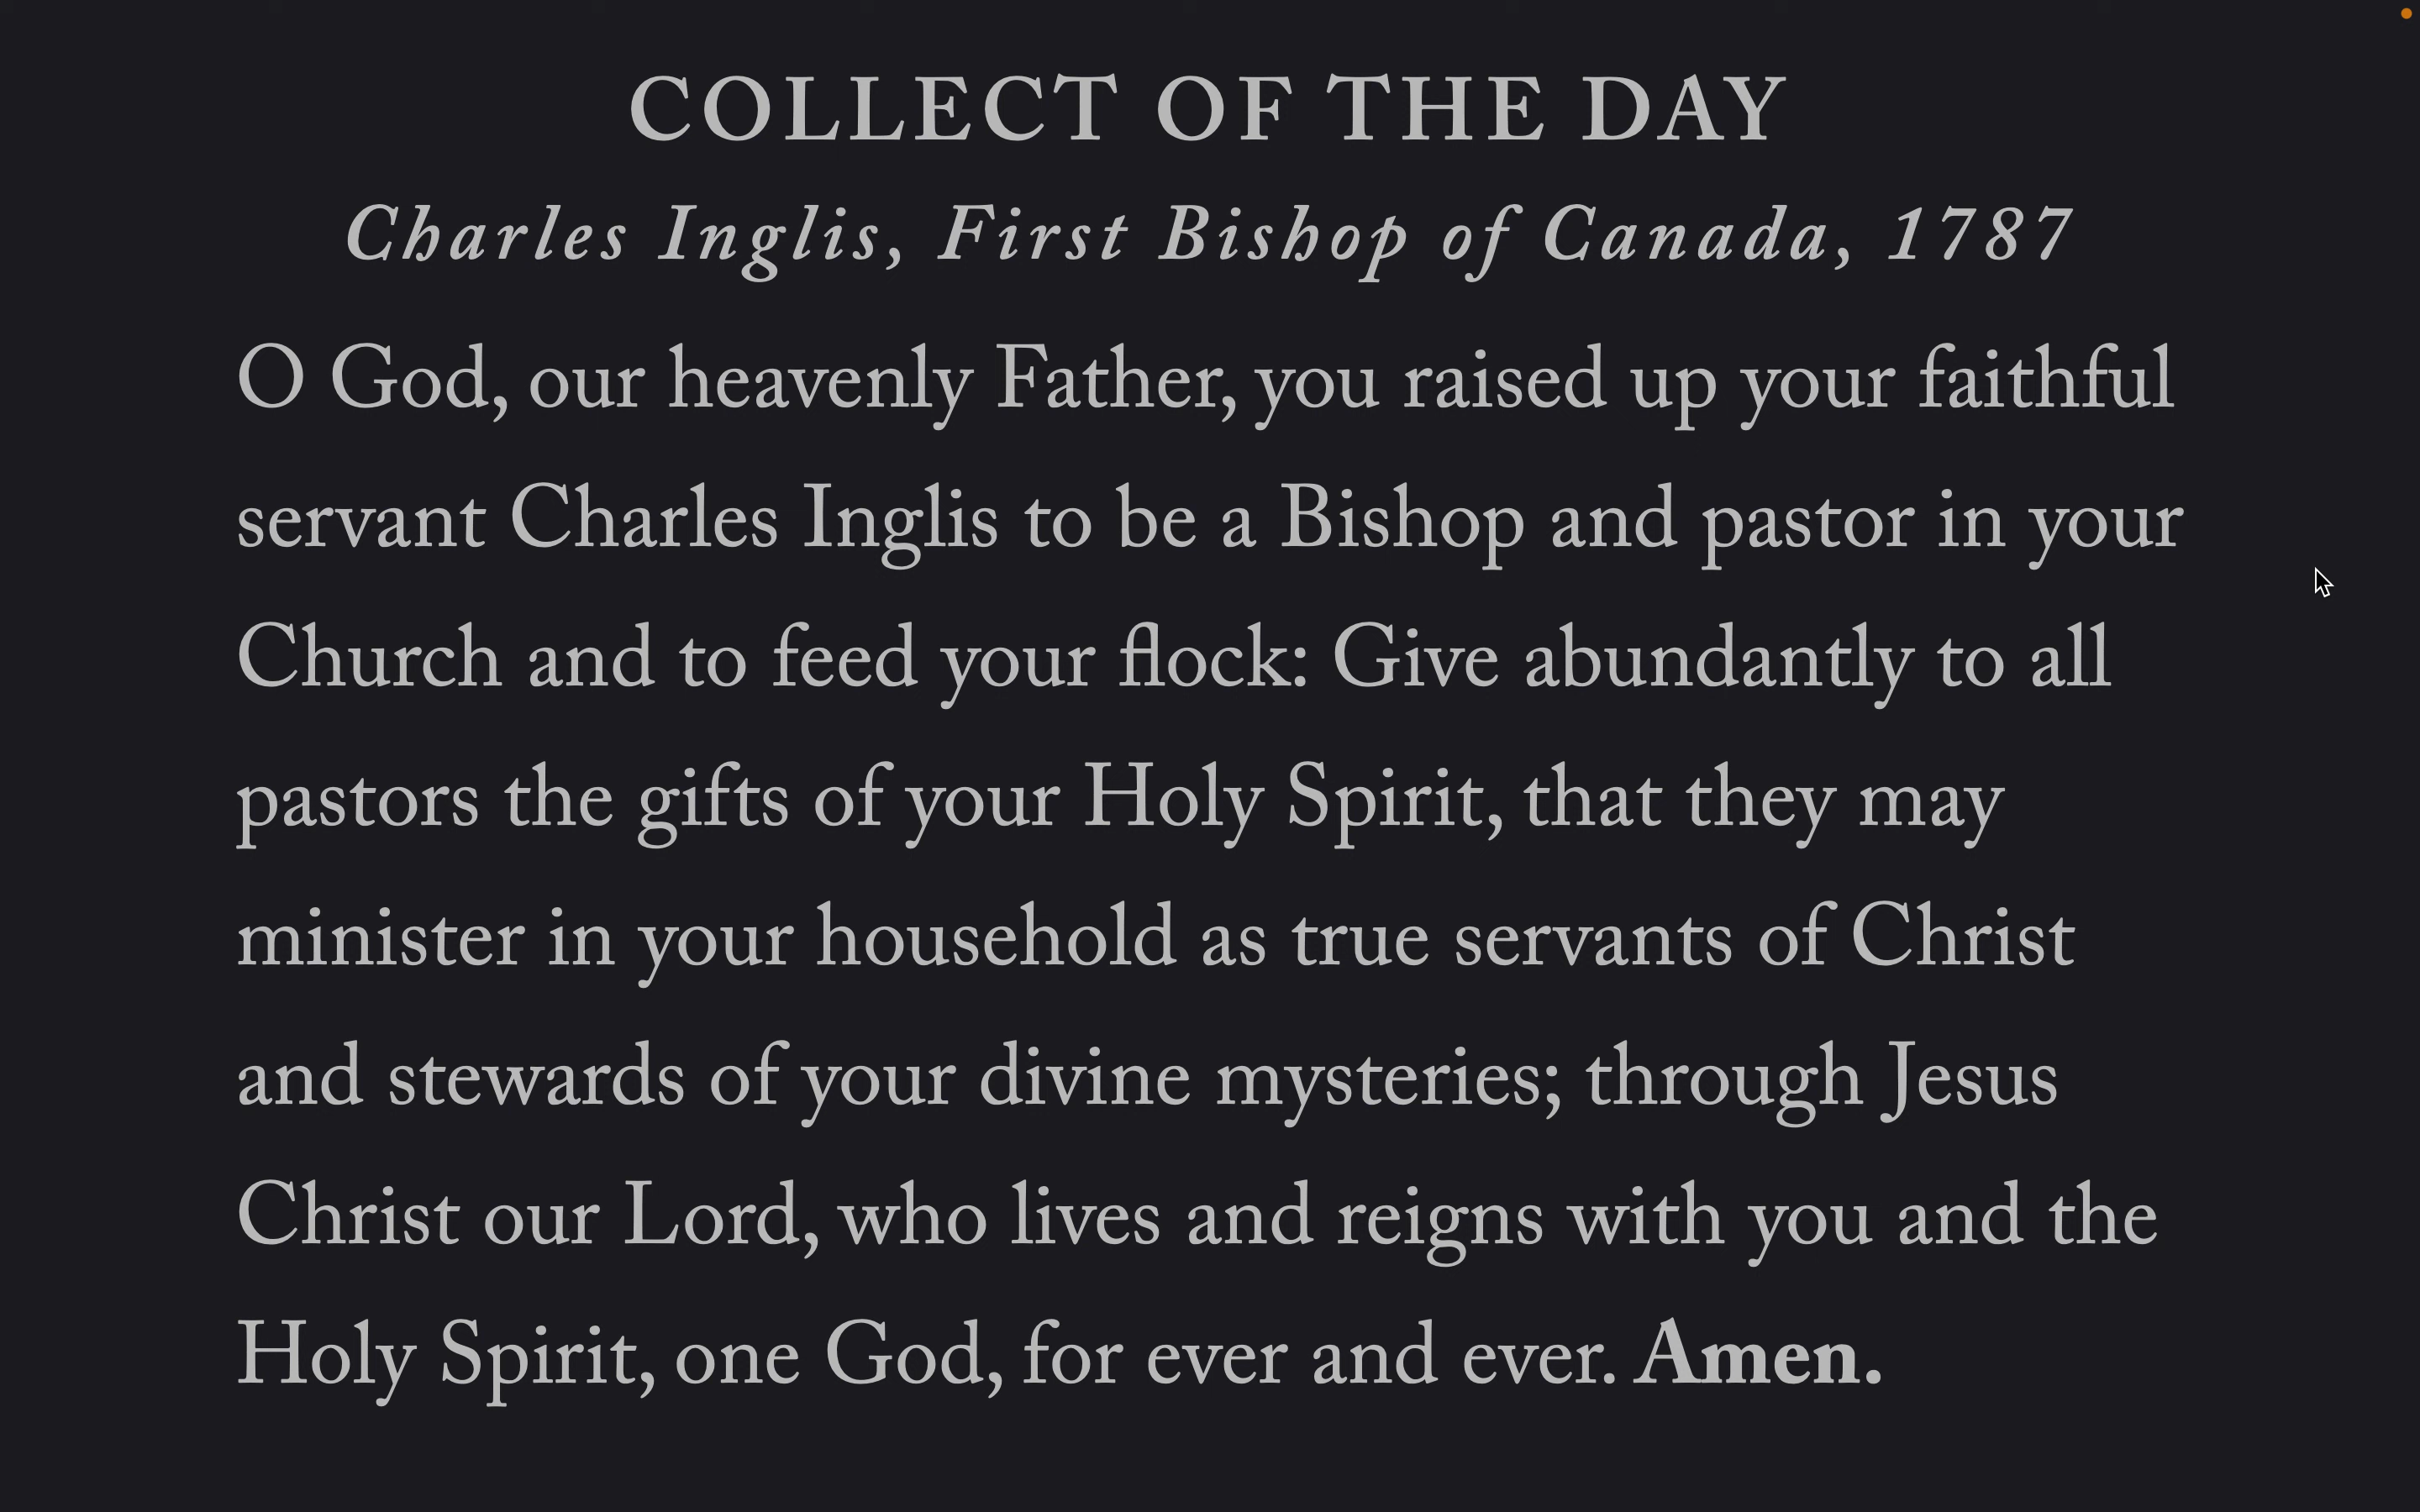 COLLECT OF THE DAY
Charles Inglis, First Bishop of Canada, 1787
O God, our heavenly Father, you raised up your faithful
servant Charles Inglis to be a Bishop and pastor in your
Church and to feed your flock: Give abundantly to all
pastors the gifts of your Holy Spirit, that they may
minister in your household as true servants of Christ
and stewards of your divine mysteries; through Jesus
Christ our Lord, who lives and reigns with you and the
Holy Spirit, one God, for ever and ever. Amen.